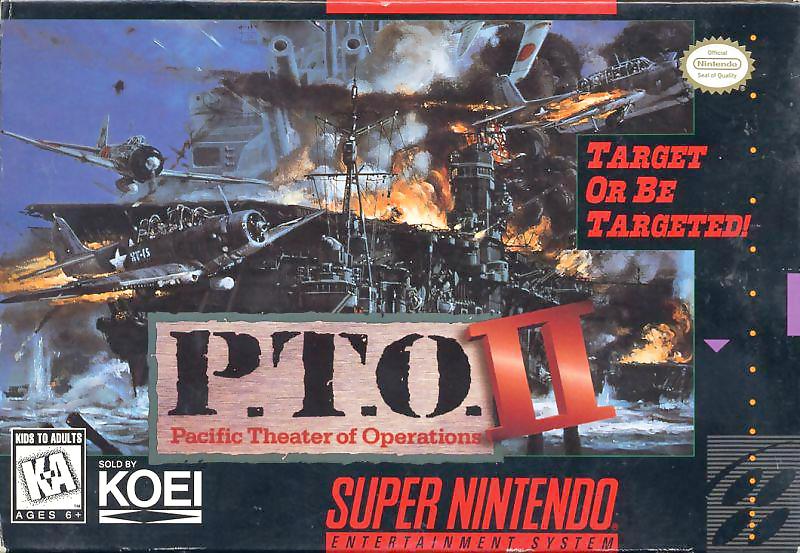 Official
Nintendo
Seal of Quality
TARGET
OR BE
TARGETED!
P.T.O. II
Pacific Theater of Operations
KIDS TO ADULTS
K-A
AGES 6+
SOLD BY
KOEI
SUPER NINTENDO
ENTERTAINMENT SYSTEM